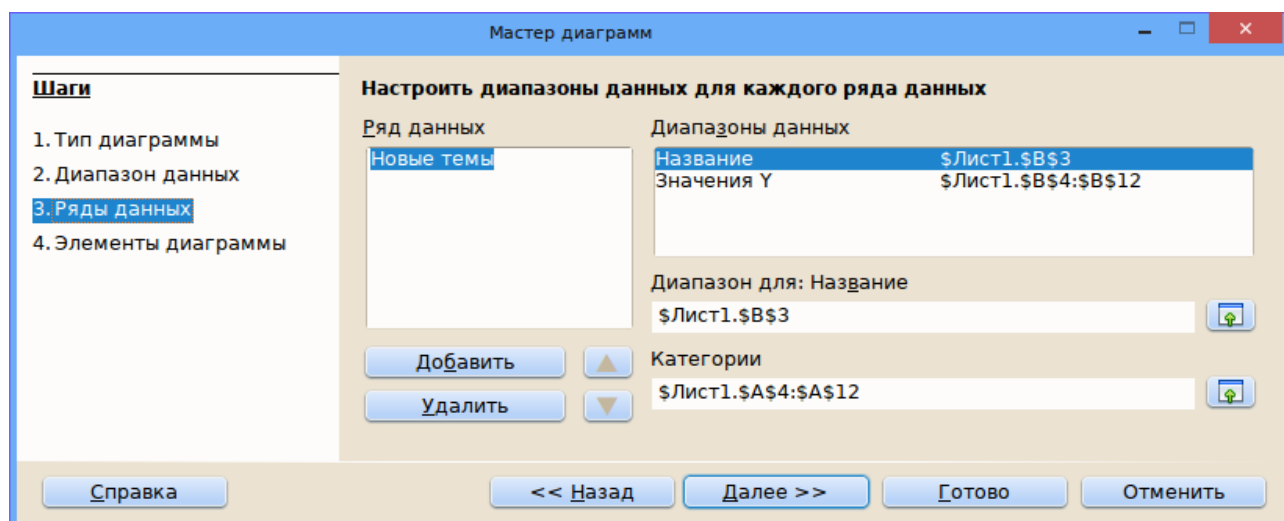 Мастер диаграмм
Шаги
1. Тип диаграммы
2. Диапазон данных
3. Ряды данных
4. Элементы диаграммы
Настроить диапазоны данных для каждого ряда данных
Ряд данных
Новые темы
Добавить
Удалить
Диапазоны данных
Название $Лист1.$B$3
Значения Y $Лист1.$B$4:$B$12
Диапазон для: Название
$Лист1.$B$3
Категории
$Лист1.$A$4:$A$12
Справка
<< Назад
Далее >>
Готово
Отменить